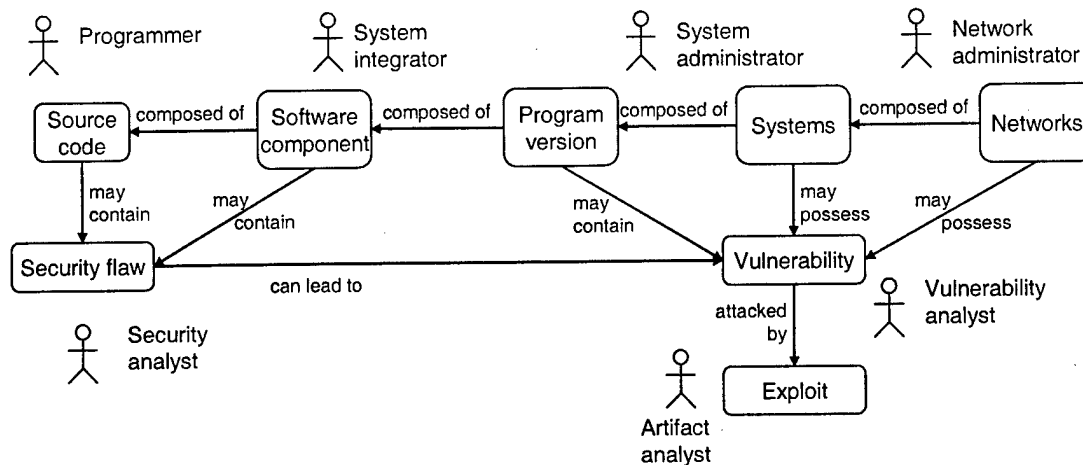 Programmer
System
integrator
System
administrator
Network
administrator
Source
code
composed of
Software
component
composed of
Program
version
composed of
Systems
composed of
Networks
may
contain
may
contain
may
contain
may
possess
may
possess
Security flaw
can lead to
Vulnerability
Security
analyst
attacked
by
Vulnerability
analyst
Exploit
Artifact
analyst